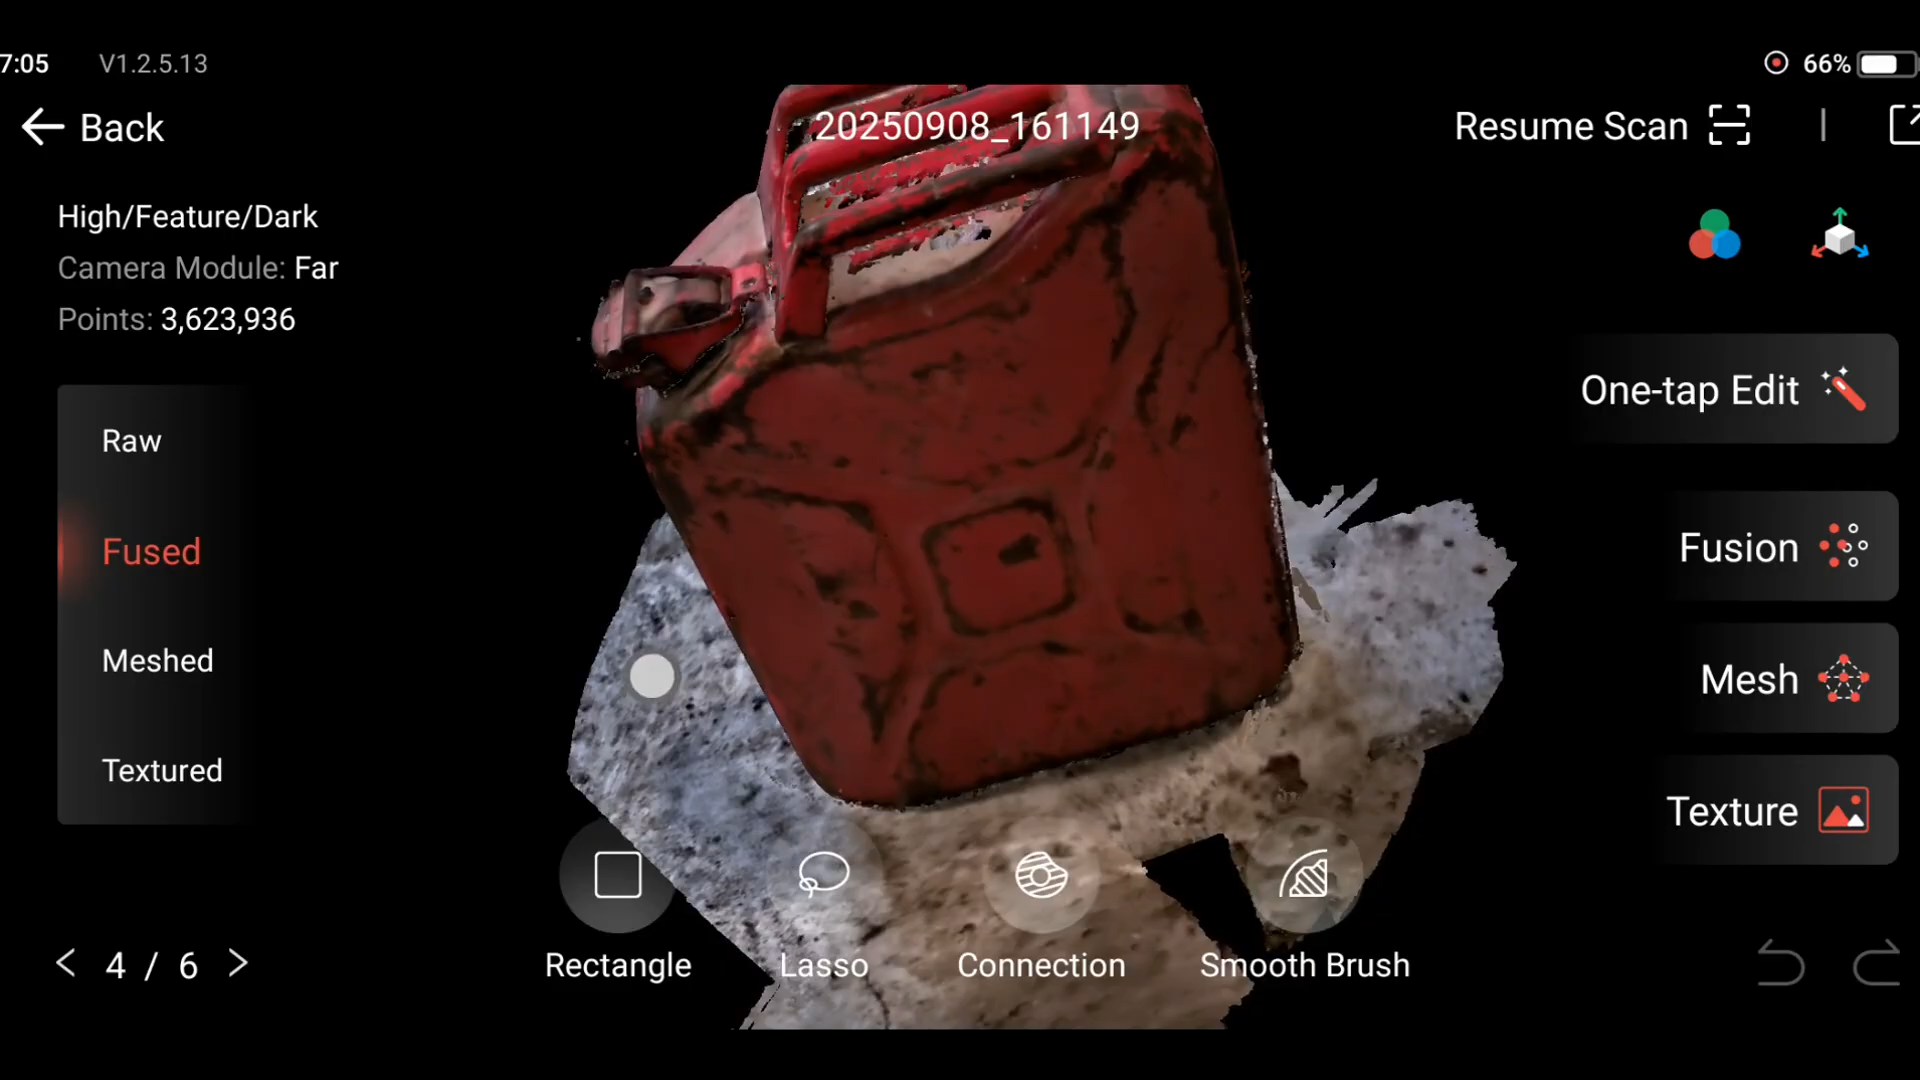 7:05 V1.2.5.13 66%
Back 20250908_161149 Resume Scan
High/Feature/Dark
Camera Module: Far
Points: 3,623,936
Raw
Fused
Meshed
Textured
One-tap Edit
Fusion
Mesh
Texture
Rectangle Lasso Connection Smooth Brush
4 / 6